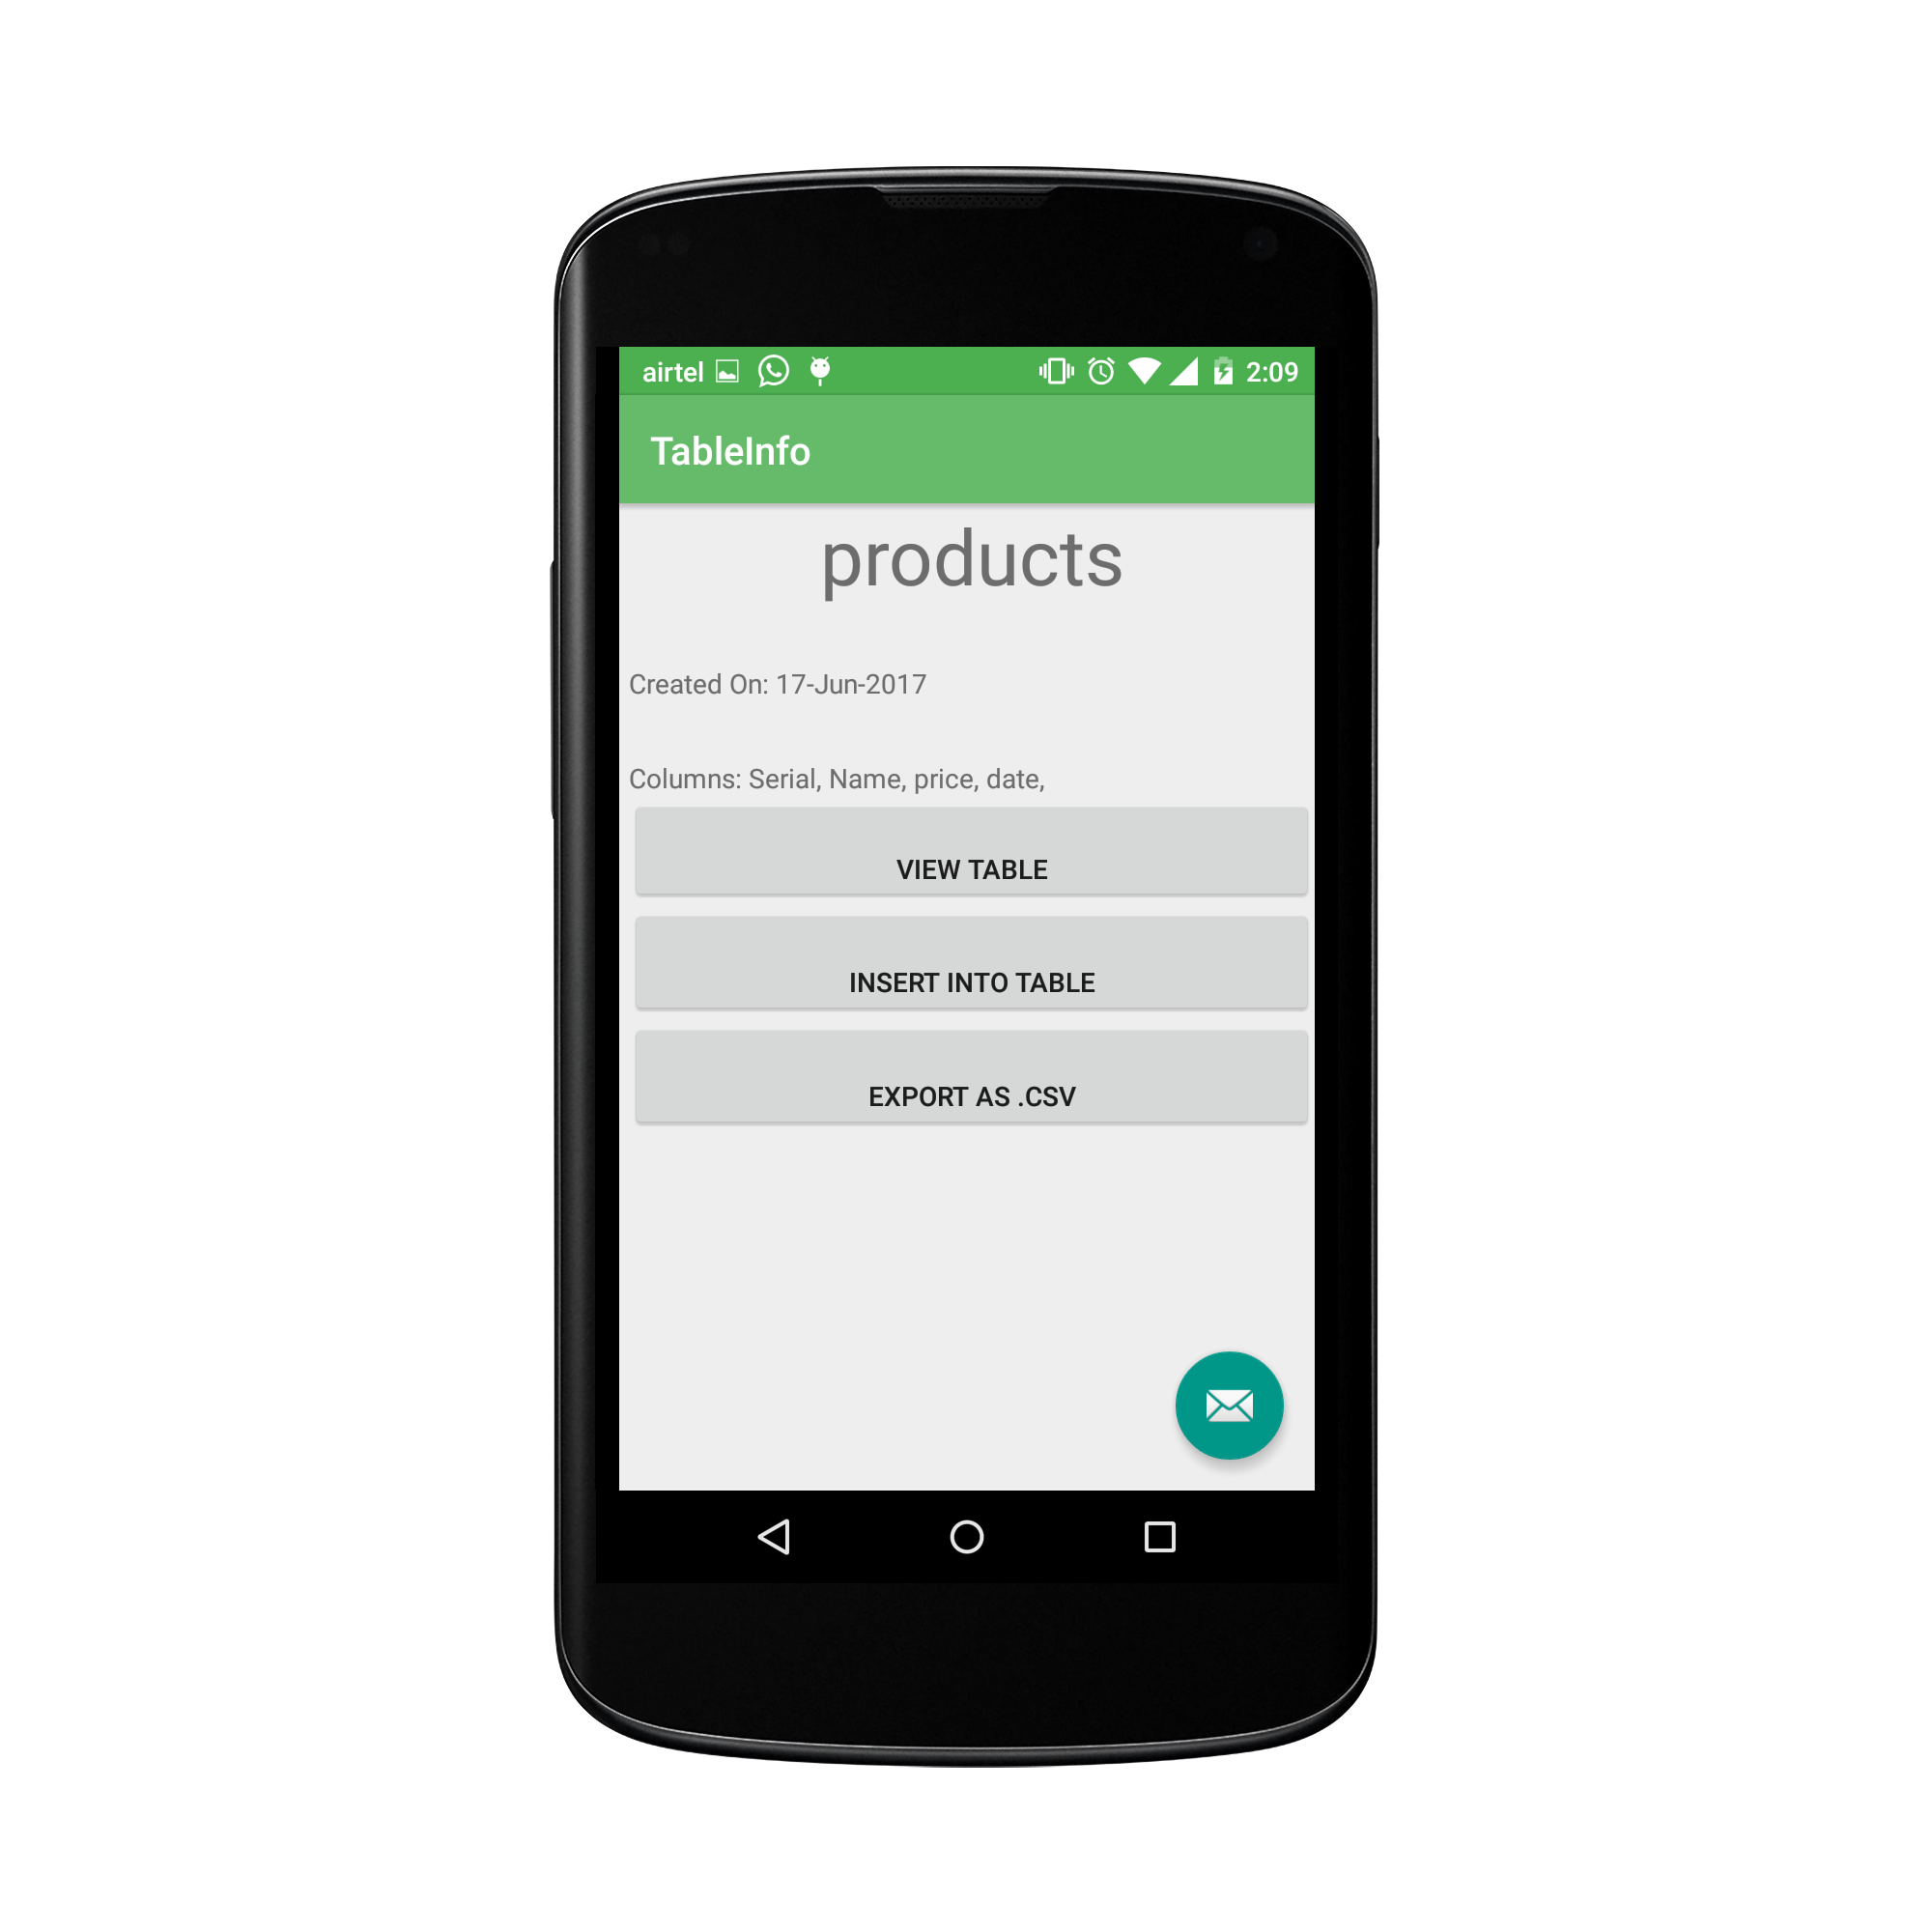 airtel 2:09
TableInfo
products
Created On: 17-Jun-2017
Columns: Serial, Name, price, date,
VIEW TABLE
INSERT INTO TABLE
EXPORT AS .CSV